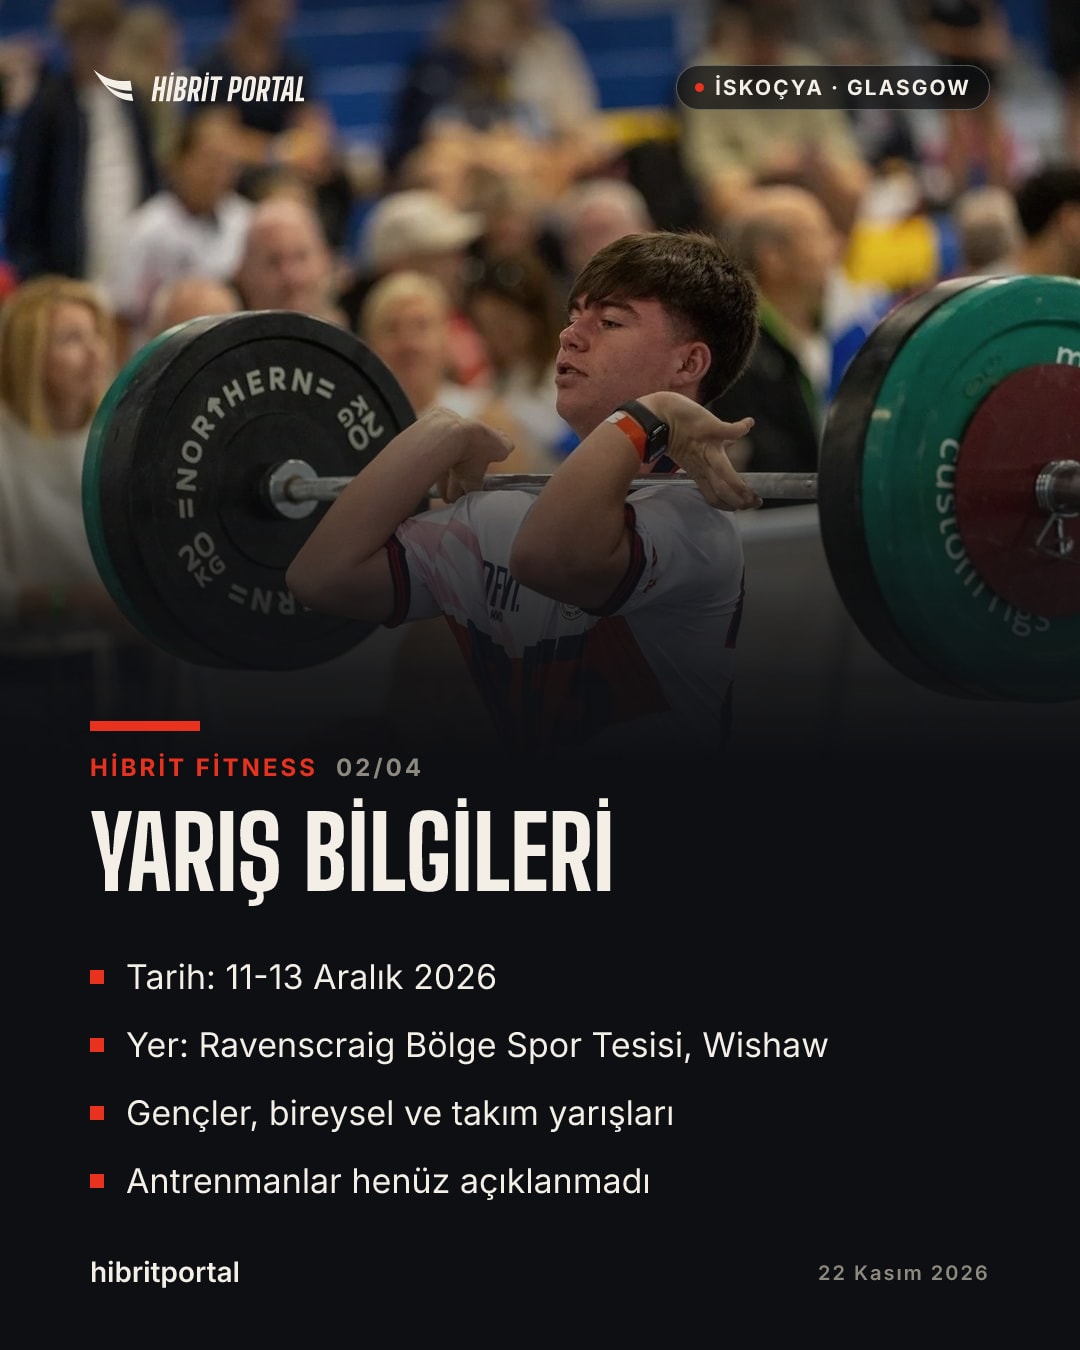 HİBRİT PORTAL
İSKOÇYA · GLASGOW
=NORTHERN=
20
KG
20
KG
customings
HİBRİT FİTNESS 02/04
YARIŞ BİLGİLERİ
Tarih: 11-13 Aralık 2026
Yer: Ravenscraig Bölge Spor Tesisi, Wishaw
Gençler, bireysel ve takım yarışları
Antrenmanlar henüz açıklanmadı
hibritportal
22 Kasım 2026